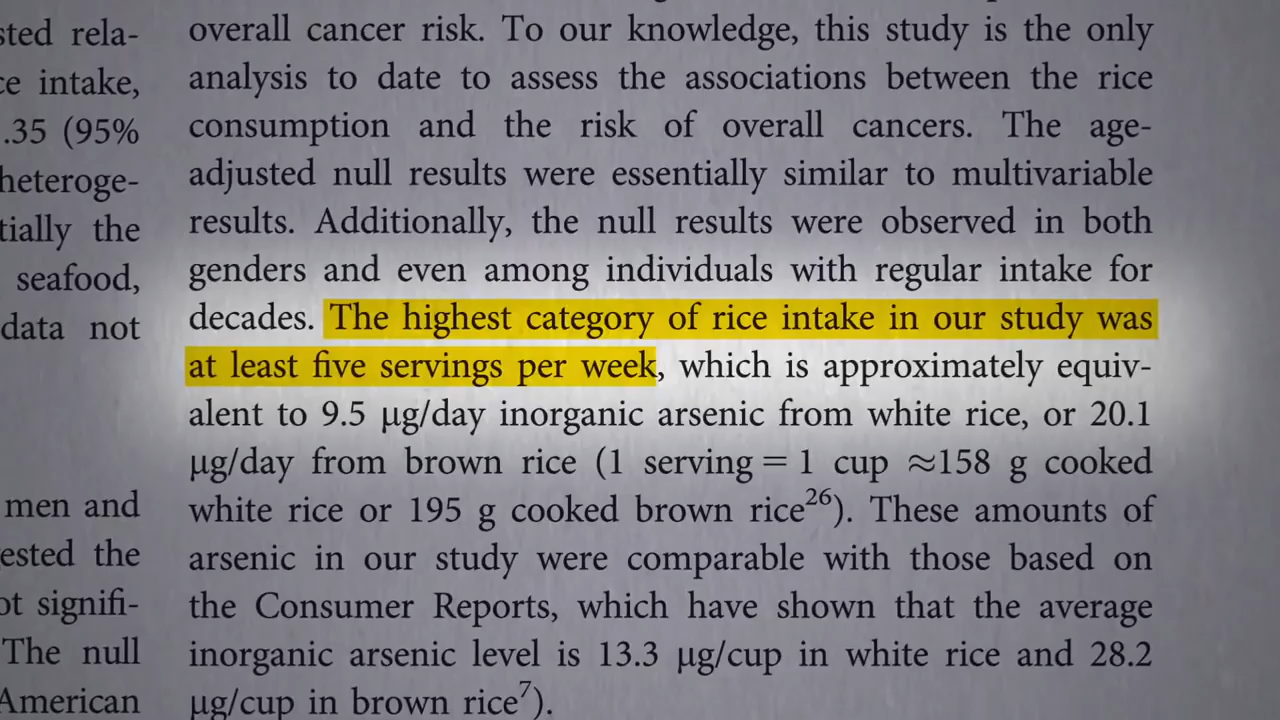 sted rela-
ce intake,
.35 (95%
heteroge-
tially the
seafood,
data not
men and
ested the
ot signifi-
The null
American
overall cancer risk. To our knowledge, this study is the only
analysis to date to assess the associations between the rice
consumption and the risk of overall cancers. The age-
adjusted null results were essentially similar to multivariable
results. Additionally, the null results were observed in both
genders and even among individuals with regular intake for
decades. The highest category of rice intake in our study was
at least five servings per week, which is approximately equiv-
alent to 9.5 μg/day inorganic arsenic from white rice, or 20.1
μg/day from brown rice (1 serving = 1 cup ≈158 g cooked
white rice or 195 g cooked brown rice26). These amounts of
arsenic in our study were comparable with those based on
the Consumer Reports, which have shown that the average
inorganic arsenic level is 13.3 μg/cup in white rice and 28.2
μg/cup in brown rice7).